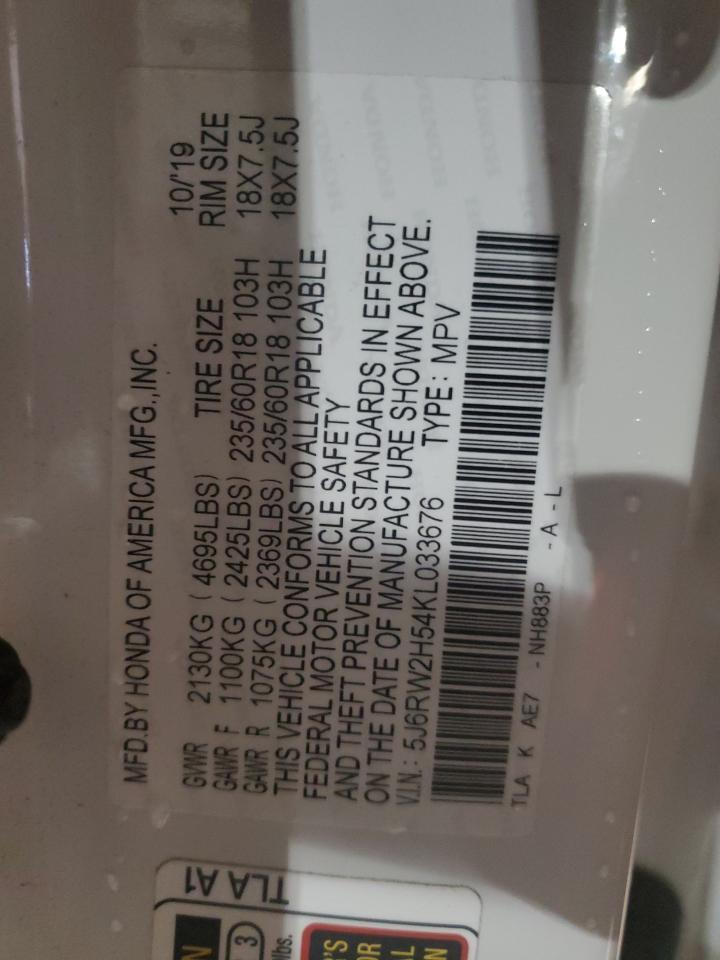 MFD.BY HONDA OF AMERICA MFG.,INC. 10/'19
GVWR 2130KG ( 4695LBS) TIRE SIZE RIM SIZE
GAWR F 1100KG ( 2425LBS) 235/60R18 103H 18X7.5J
GAWR R 1075KG ( 2369LBS) 235/60R18 103H 18X7.5J
THIS VEHICLE CONFORMS TO ALL APPLICABLE
FEDERAL MOTOR VEHICLE SAFETY
AND THEFT PREVENTION STANDARDS IN EFFECT
ON THE DATE OF MANUFACTURE SHOWN ABOVE.
V.I.N.: 5J6RW2H54KL033676 TYPE: MPV
TLA K AE7 - NH883P - A - L
TLA A1
3
lbs.